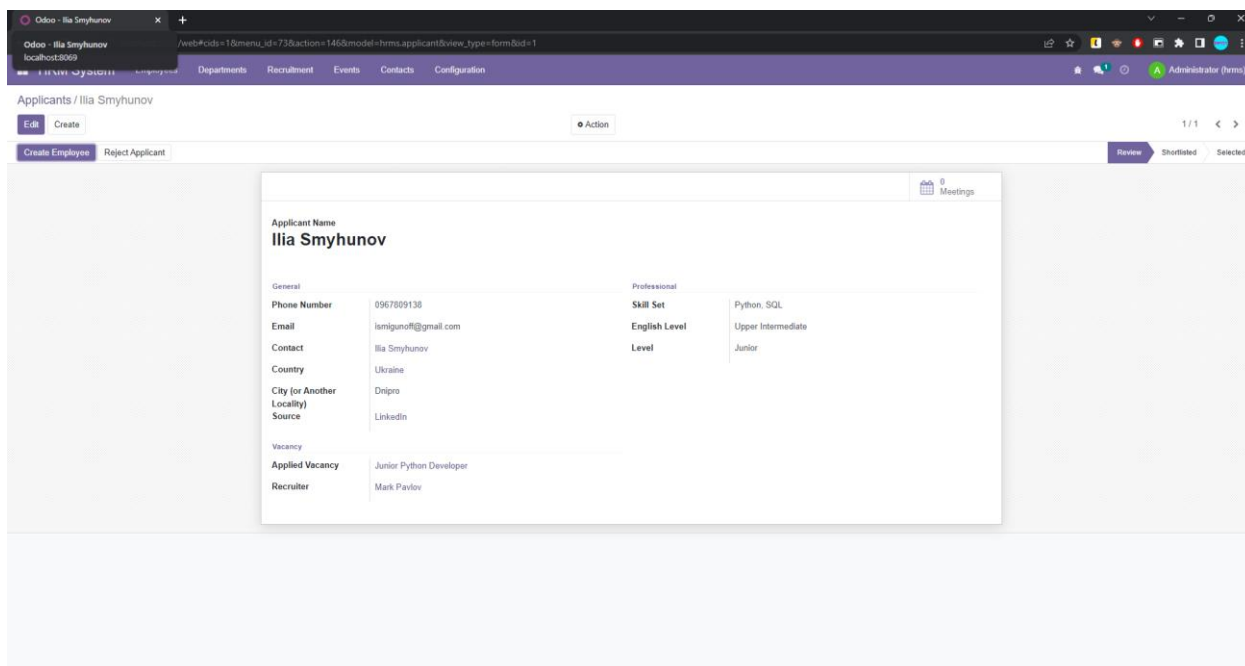 Odoo - Ilia Smyhunov × +
Odoo - Ilia Smyhunov
localhost:8069
/web#cids=1&menu_id=73&action=146&model=hrms.applicant&view_type=form&id=1
HRM System Employees Departments Recruitment Events Contacts Configuration 1 A Administrator (hrms)
Applicants / Ilia Smyhunov
Edit Create Action 1 / 1
Create Employee Reject Applicant Review Shortlisted Selected
0
Meetings
Applicant Name
Ilia Smyhunov
General Professional
Phone Number 0967809138 Skill Set Python, SQL
Email ismigunoff@gmail.com English Level Upper Intermediate
Contact Ilia Smyhunov Level Junior
Country Ukraine
City (or Another Dnipro
Locality)
Source LinkedIn
Vacancy
Applied Vacancy Junior Python Developer
Recruiter Mark Pavlov